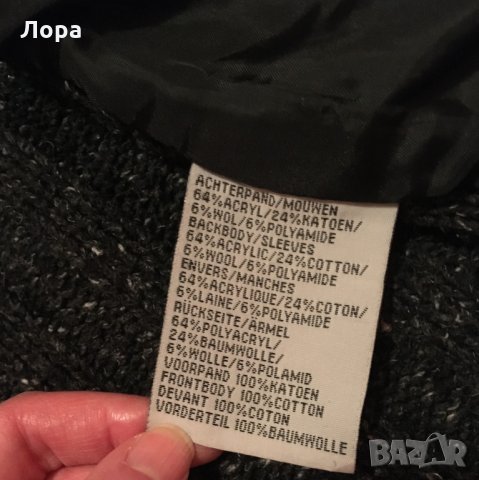 Лора
ACHTERPAND/MOUWEN
64%ACRYL/24%KATOEN/
6%WOL/6%POLYAMIDE
BACKBODY/SLEEVES
64%ACRYLIC/24%COTTON/
6%WOOL/6%POLYAMIDE
ENVERS/MANCHES
64%ACRYLIQUE/24%COTON/
6%LAINE/6%POLYAMIDE
RÜCKSEITE/ÄRMEL
64%POLYACRYL/
24%BAUMWOLLE/
6%WOLLE/6%POLAMID
VOORPAND 100%KATOEN
FRONTBODY 100%COTTON
DEVANT 100%COTON
VORDERTEIL 100%BAUMWOLLE
BAZAR